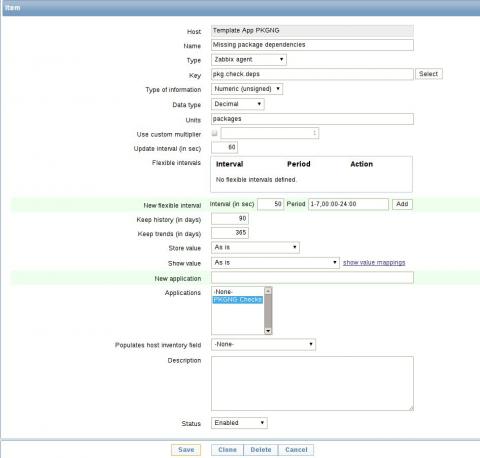 Item
Host Template App PKGNG
Name Missing package dependencies
Type Zabbix agent
Key pkg.check.deps Select
Type of information Numeric (unsigned)
Data type Decimal
Units packages
Use custom multiplier 1
Update interval (in sec) 60
Flexible intervals Interval Period Action
No flexible intervals defined.
New flexible interval Interval (in sec) 50 Period 1-7,00:00-24:00 Add
Keep history (in days) 90
Keep trends (in days) 365
Store value As is
Show value As is show value mappings
New application
Applications -None-
PKGNG Checks
Populates host inventory field -None-
Description
Status Enabled
Save Clone Delete Cancel